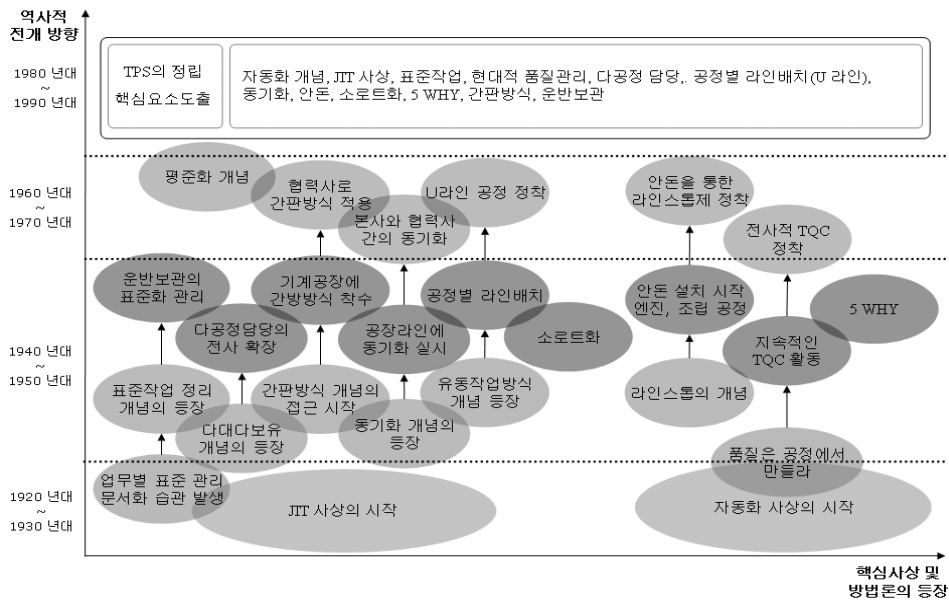 역사적
전개 방향
1980 년대
~
1990 년대
TPS의 정립
핵심요소도출
자동화 개념, JIT 사상, 표준작업, 현대적 품질관리, 다공정 담당,. 공정별 라인배치(U 라인),
동기화, 안돈, 소로트화, 5 WHY, 간판방식, 운반보관
1960 년대
~
1970 년대
평준화 개념
협력사로
간판방식 적용
본사와 협력사
간의 동기화
U라인 공정 정착
안돈을 통한
라인스톱제 정착
전사적 TQC
정착
1940 년대
~
1950 년대
운반보관의
표준화 관리
다공정담당의
전사 확장
기계공장에
간방방식 착수
공장라인에
동기화 실시
공정별 라인배치
소로트화
안돈 설치 시작
엔진, 조립 공정
지속적인
TQC 활동
5 WHY
표준작업 정리
개념의 등장
다대다보유
개념의 등장
간판방식 개념의
접근 시작
동기화 개념의
등장
유동작업방식
개념 등장
라인스톱의 개념
품질은 공정에서
만들라
1920 년대
~
1930 년대
업무별 표준 관리
문서화 습관 발생
JIT 사상의 시작
자동화 사상의 시작
핵심사상 및
방법론의 등장